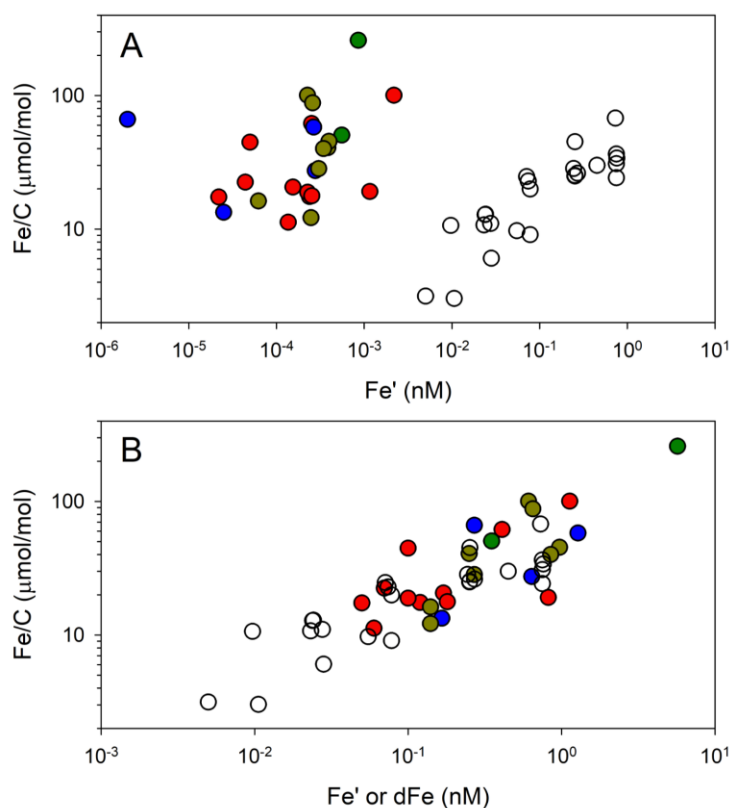 A
Fe/C (μmol/mol)
100
10
10⁻⁶ 10⁻⁵ 10⁻⁴ 10⁻³ 10⁻² 10⁻¹ 10⁰ 10¹
Fe' (nM)
B
Fe/C (μmol/mol)
100
10
10⁻³ 10⁻² 10⁻¹ 10⁰ 10¹
Fe' or dFe (nM)